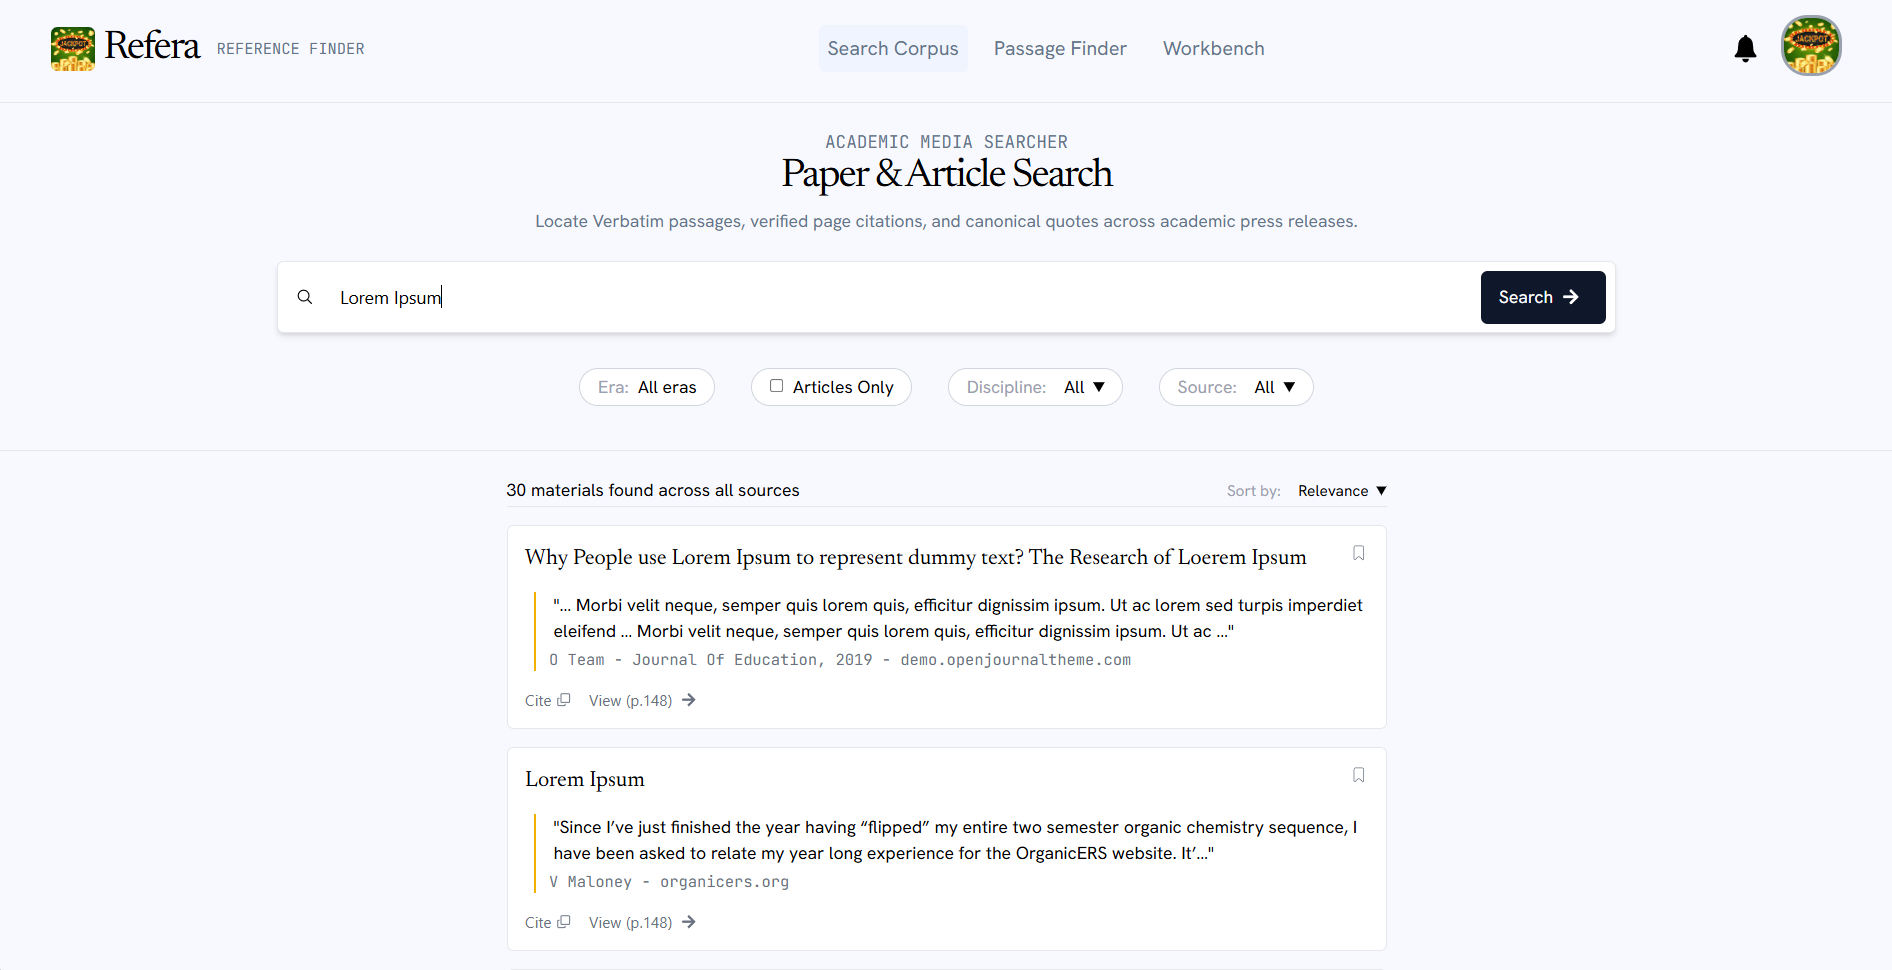 JACKPOT
Refera
REFERENCE FINDER
Search Corpus
Passage Finder
Workbench
JACKPOT
ACADEMIC MEDIA SEARCHER
Paper & Article Search
Locate Verbatim passages, verified page citations, and canonical quotes across academic press releases.
Lorem Ipsum
Search
Era: All eras
Articles Only
Discipline: All
Source: All
30 materials found across all sources
Sort by: Relevance
Why People use Lorem Ipsum to represent dummy text? The Research of Loerem Ipsum
"... Morbi velit neque, semper quis lorem quis, efficitur dignissim ipsum. Ut ac lorem sed turpis imperdiet
eleifend ... Morbi velit neque, semper quis lorem quis, efficitur dignissim ipsum. Ut ac ..."
O Team - Journal Of Education, 2019 - demo.openjournaltheme.com
Cite
View (p.148)
Lorem Ipsum
"Since I’ve just finished the year having “flipped” my entire two semester organic chemistry sequence, I
have been asked to relate my year long experience for the OrganicERS website. It’..."
V Maloney - organicers.org
Cite
View (p.148)